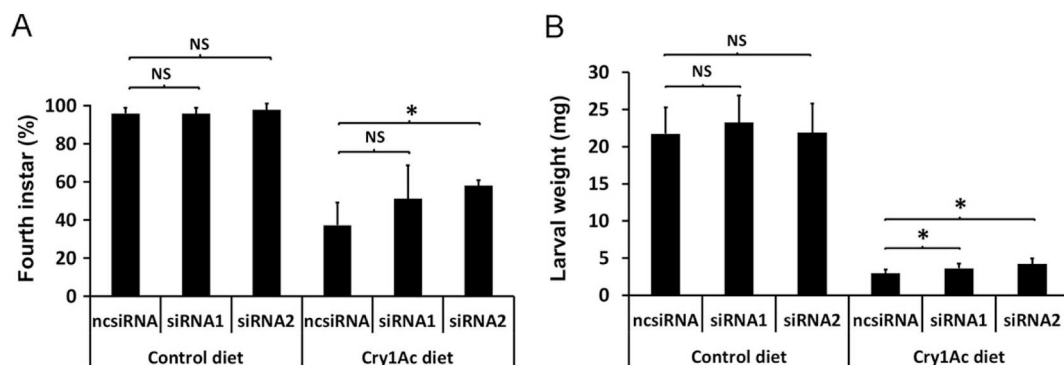 A
NS
NS
*
NS
Fourth instar (%)
100
80
60
40
20
0
ncsiRNA siRNA1 siRNA2 ncsiRNA siRNA1 siRNA2
Control diet Cry1Ac diet
B
NS
NS
*
*
Larval weight (mg)
30
25
20
15
10
5
0
ncsiRNA siRNA1 siRNA2 ncsiRNA siRNA1 siRNA2
Control diet Cry1Ac diet